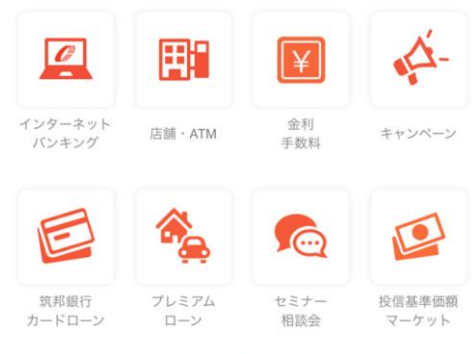 インターネット
バンキング
店舗・ATM
金利
手数料
キャンペーン
筑邦銀行
カードローン
プレミアム
ローン
セミナー
相談会
投信基準価額
マーケット